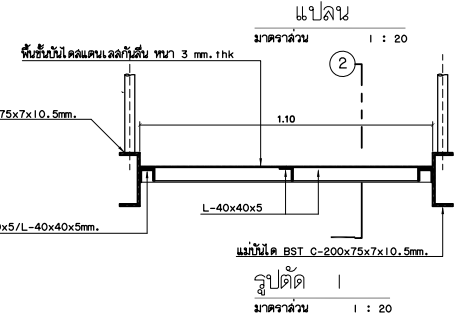 แปลน
มาตราส่วน 1 : 20
พื้นชั้นบันไดสแตนเลสกันลื่น หนา 3 mm.thk
2
75x7x10.5mm.
1.10
L-40x40x5
x5/L-40x40x5mm.
แม่บันได BST C-200x75x7x10.5mm.
รูปตัด 1
มาตราส่วน 1 : 20